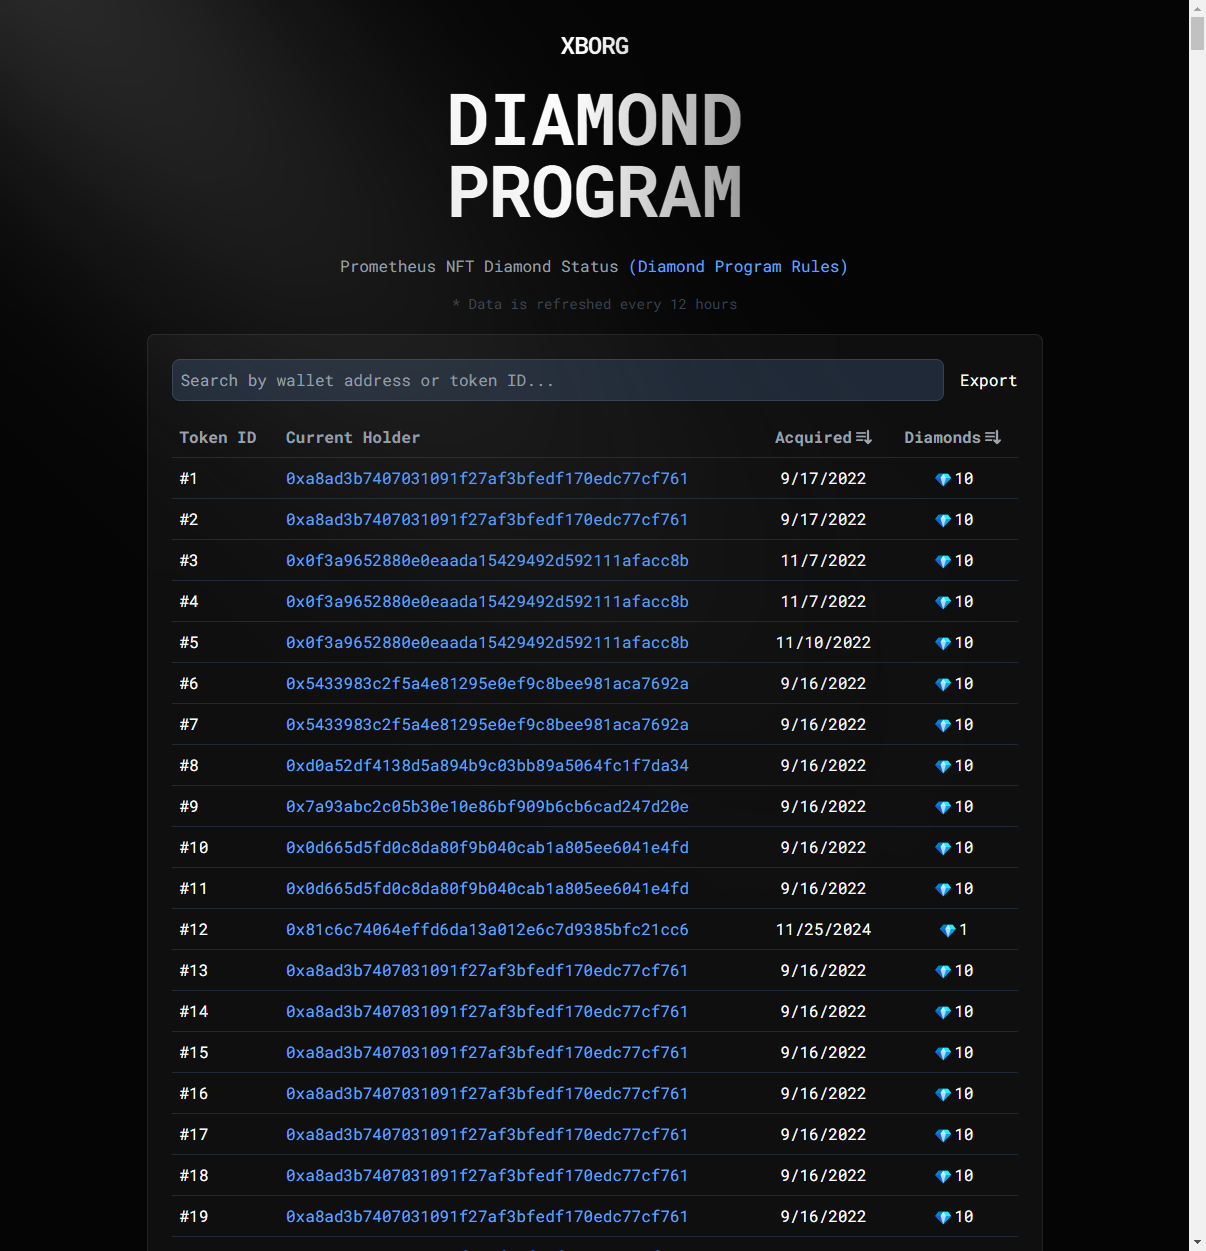 XBORG
DIAMOND
PROGRAM
Prometheus NFT Diamond Status (Diamond Program Rules)
* Data is refreshed every 12 hours
Search by wallet address or token ID... Export
Token ID Current Holder Acquired Diamonds
#1 0xa8ad3b7407031091f27af3bfedf170edc77cf761 9/17/2022 💎 10
#2 0xa8ad3b7407031091f27af3bfedf170edc77cf761 9/17/2022 💎 10
#3 0x0f3a9652880e0eaada15429492d592111afacc8b 11/7/2022 💎 10
#4 0x0f3a9652880e0eaada15429492d592111afacc8b 11/7/2022 💎 10
#5 0x0f3a9652880e0eaada15429492d592111afacc8b 11/10/2022 💎 10
#6 0x5433983c2f5a4e81295e0ef9c8bee981aca7692a 9/16/2022 💎 10
#7 0x5433983c2f5a4e81295e0ef9c8bee981aca7692a 9/16/2022 💎 10
#8 0xd0a52df4138d5a894b9c03bb89a5064fc1f7da34 9/16/2022 💎 10
#9 0x7a93abc2c05b30e10e86bf909b6cb6cad247d20e 9/16/2022 💎 10
#10 0x0d665d5fd0c8da80f9b040cab1a805ee6041e4fd 9/16/2022 💎 10
#11 0x0d665d5fd0c8da80f9b040cab1a805ee6041e4fd 9/16/2022 💎 10
#12 0x81c6c74064effd6da13a012e6c7d9385bfc21cc6 11/25/2024 💎 1
#13 0xa8ad3b7407031091f27af3bfedf170edc77cf761 9/16/2022 💎 10
#14 0xa8ad3b7407031091f27af3bfedf170edc77cf761 9/16/2022 💎 10
#15 0xa8ad3b7407031091f27af3bfedf170edc77cf761 9/16/2022 💎 10
#16 0xa8ad3b7407031091f27af3bfedf170edc77cf761 9/16/2022 💎 10
#17 0xa8ad3b7407031091f27af3bfedf170edc77cf761 9/16/2022 💎 10
#18 0xa8ad3b7407031091f27af3bfedf170edc77cf761 9/16/2022 💎 10
#19 0xa8ad3b7407031091f27af3bfedf170edc77cf761 9/16/2022 💎 10